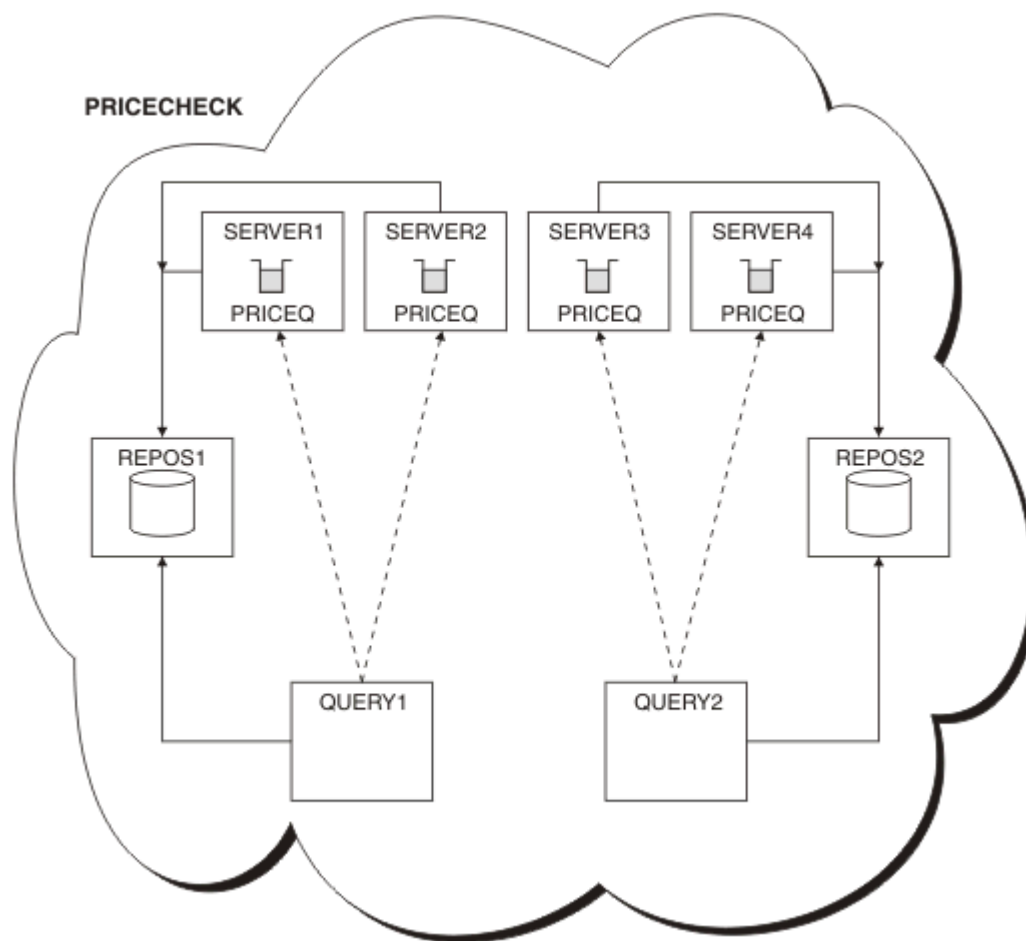 PRICECHECK
SERVER1
PRICEQ
SERVER2
PRICEQ
SERVER3
PRICEQ
SERVER4
PRICEQ
REPOS1
REPOS2
QUERY1
QUERY2